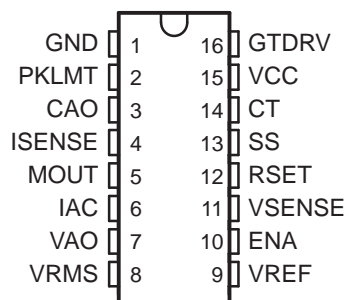 GND 1 16 GTDRV
PKLMT 2 15 VCC
CAO 3 14 CT
ISENSE 4 13 SS
MOUT 5 12 RSET
IAC 6 11 VSENSE
VAO 7 10 ENA
VRMS 8 9 VREF